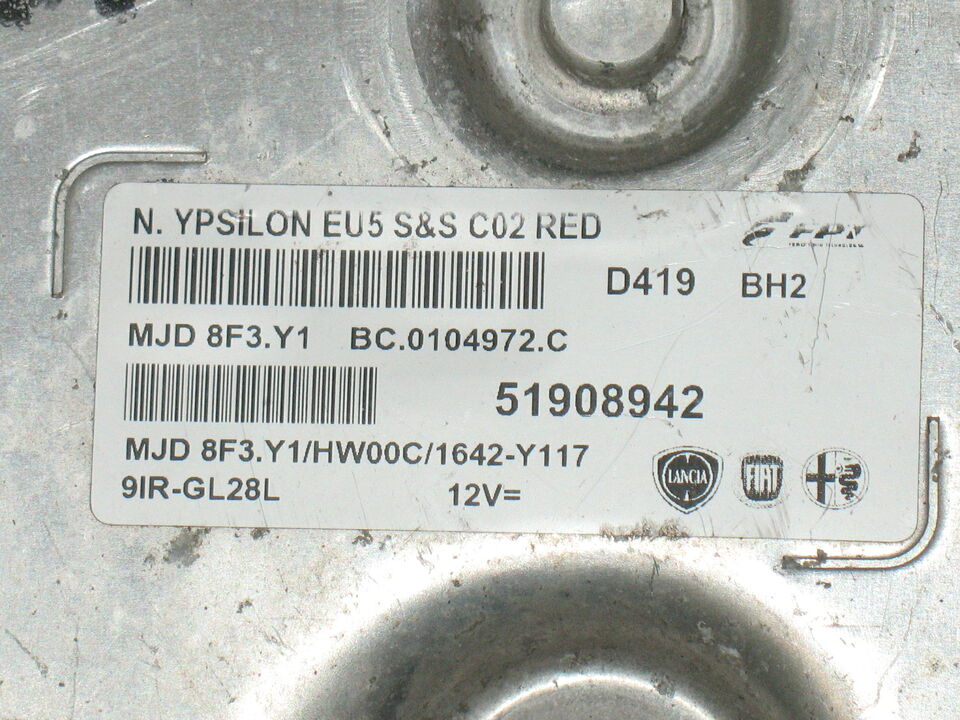 N. YPSILON EU5 S&S C02 RED
D419 BH2
MJD 8F3.Y1 BC.0104972.C
51908942
MJD 8F3.Y1/HW00C/1642-Y117
9IR-GL28L 12V=
LANCIA FIAT